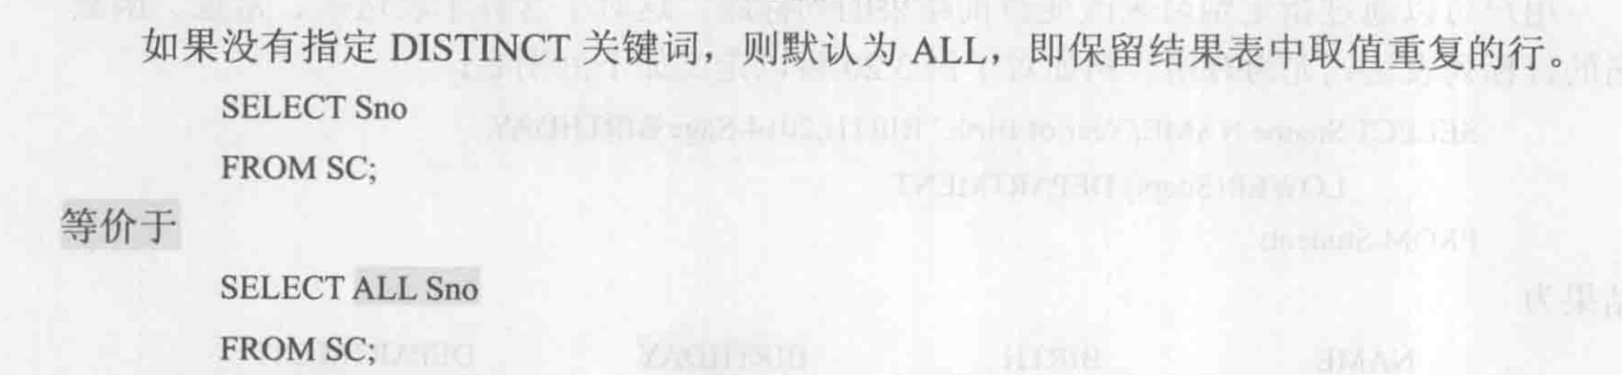 如果没有指定 DISTINCT 关键词，则默认为 ALL，即保留结果表中取值重复的行。
SELECT Sno
FROM SC;
等价于
SELECT ALL Sno
FROM SC;